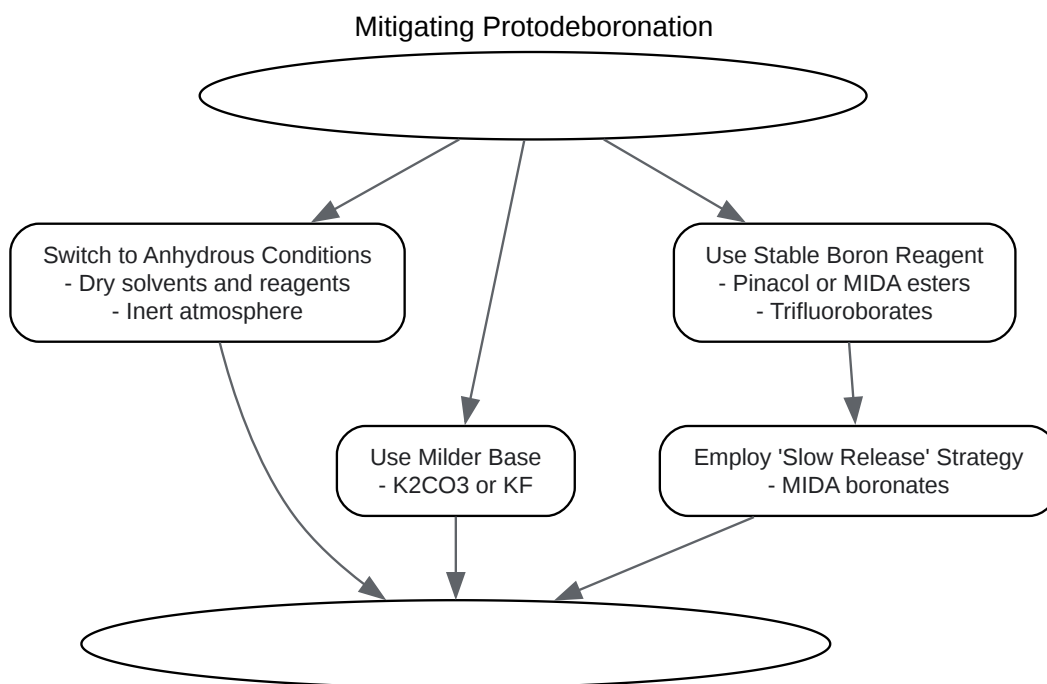 Mitigating Protodeboronation
Switch to Anhydrous Conditions
- Dry solvents and reagents
- Inert atmosphere
Use Stable Boron Reagent
- Pinacol or MIDA esters
- Trifluoroborates
Use Milder Base
- K2CO3 or KF
Employ 'Slow Release' Strategy
- MIDA boronates